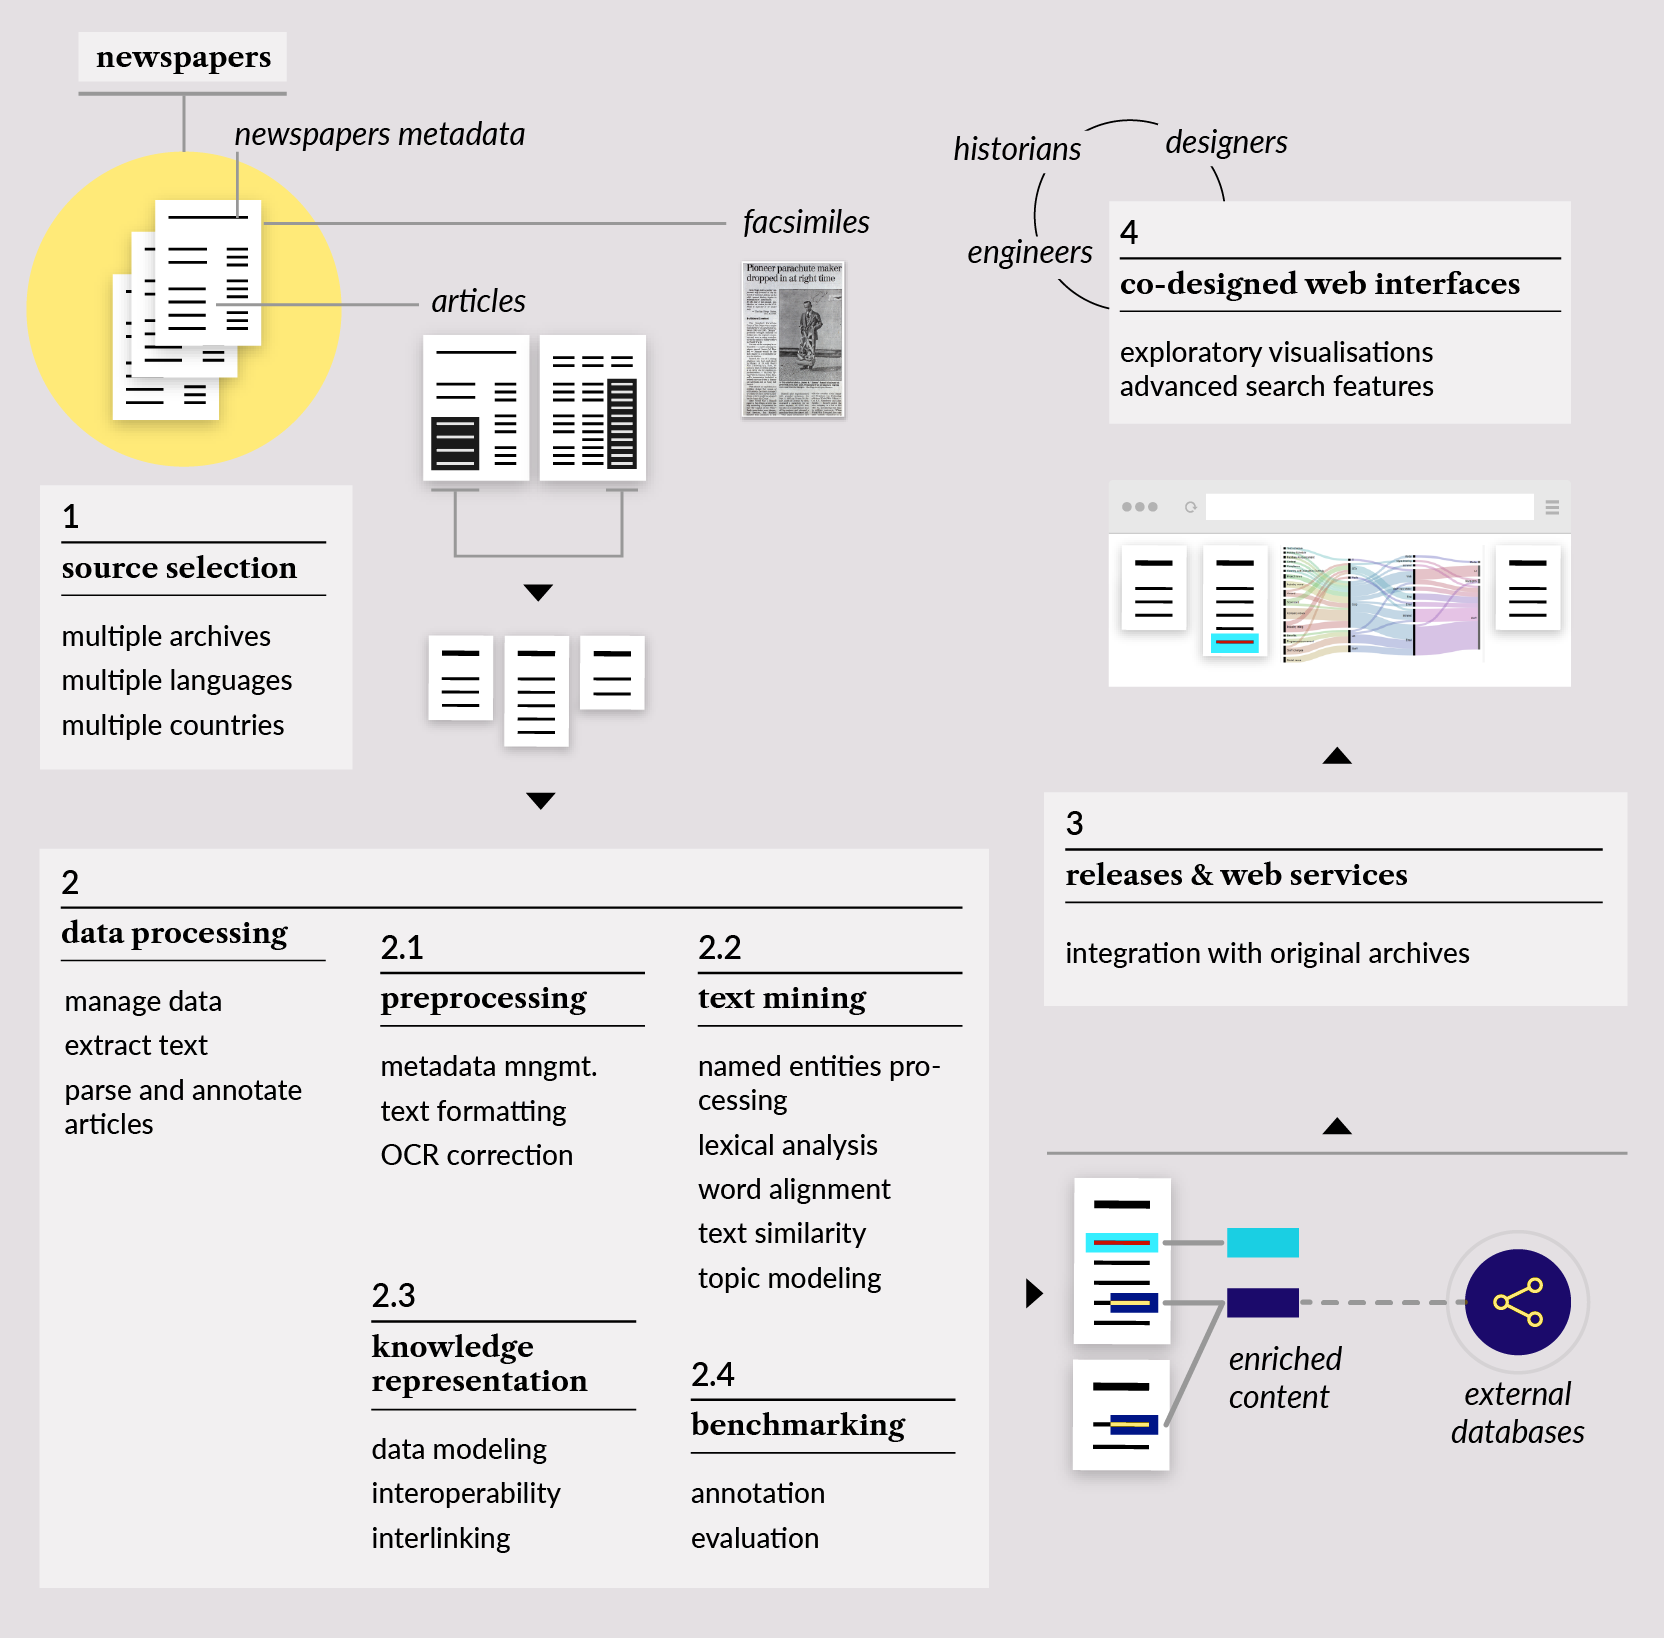 newspapers
newspapers metadata
facsimiles
articles
Pioneer parachute maker
dropped in at right time
1
source selection
multiple archives
multiple languages
multiple countries
2
data processing
manage data
extract text
parse and annotate
articles
2.1
preprocessing
metadata mngmt.
text formatting
OCR correction
2.2
text mining
named entities pro-
cessing
lexical analysis
word alignment
text similarity
topic modeling
2.3
knowledge
representation
data modeling
interoperability
interlinking
2.4
benchmarking
annotation
evaluation
historians
designers
engineers
4
co-designed web interfaces
exploratory visualisations
advanced search features
3
releases & web services
integration with original archives
enriched
content
external
databases